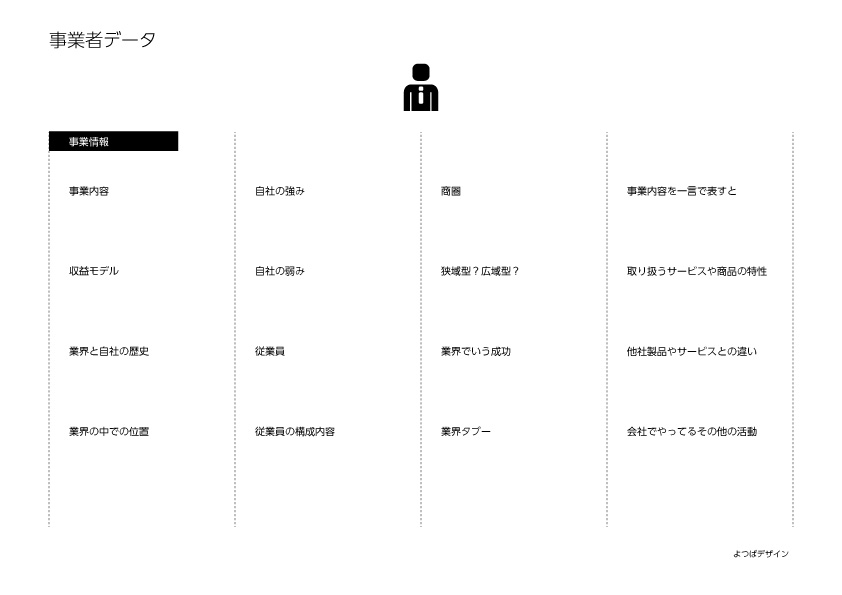 事業者データ
事業情報
事業内容
自社の強み
商圏
事業内容を一言で表すと
収益モデル
自社の弱み
狭域型？広域型？
取り扱うサービスや商品の特性
業界と自社の歴史
従業員
業界でいう成功
他社製品やサービスとの違い
業界の中での位置
従業員の構成内容
業界タブー
会社でやってるその他の活動
よつばデザイン